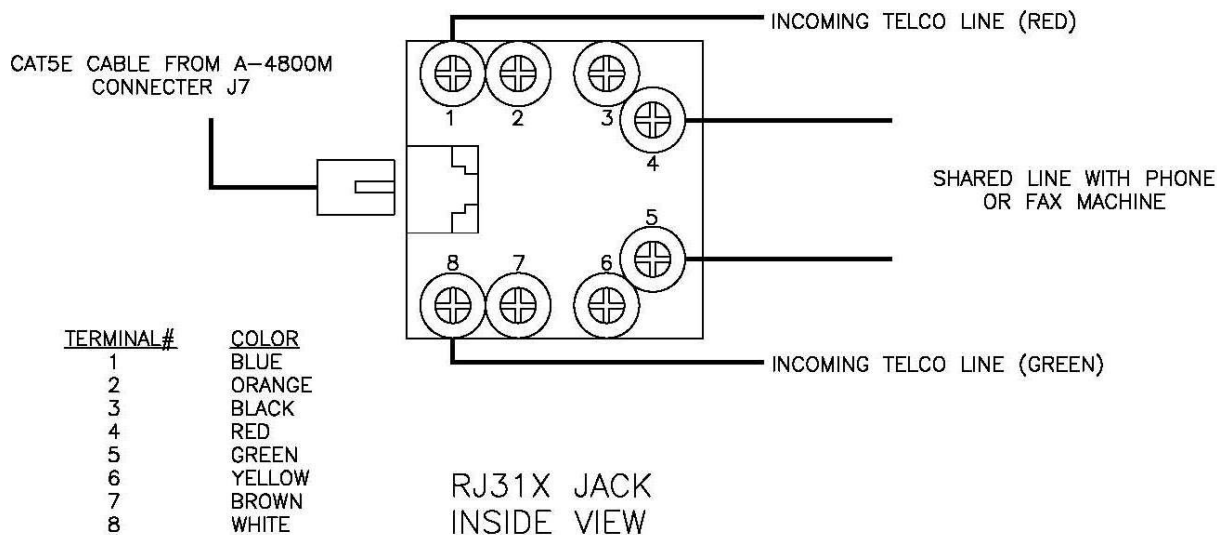 INCOMING TELCO LINE (RED)
CAT5E CABLE FROM A-4800M
CONNECTER J7
1
2
3
4
SHARED LINE WITH PHONE
OR FAX MACHINE
5
8
7
6
INCOMING TELCO LINE (GREEN)
TERMINAL# COLOR
1 BLUE
2 ORANGE
3 BLACK
4 RED
5 GREEN
6 YELLOW
7 BROWN
8 WHITE
RJ31X JACK
INSIDE VIEW